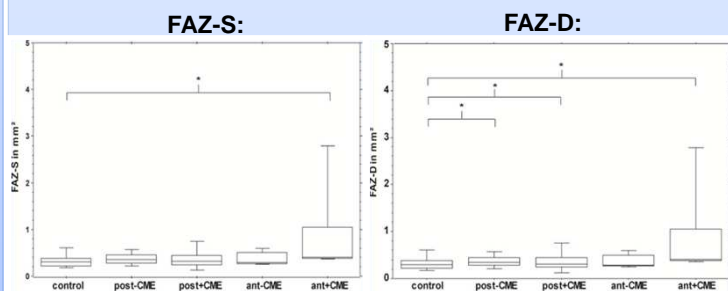 FAZ-S:
FAZ-D:
5
4
3
2
1
0
FAZ-S in mm²
*
control
post-CME
post+CME
ant-CME
ant+CME
5
4
3
2
1
0
FAZ-D in mm²
*
*
*
control
post-CME
post+CME
ant-CME
ant+CME